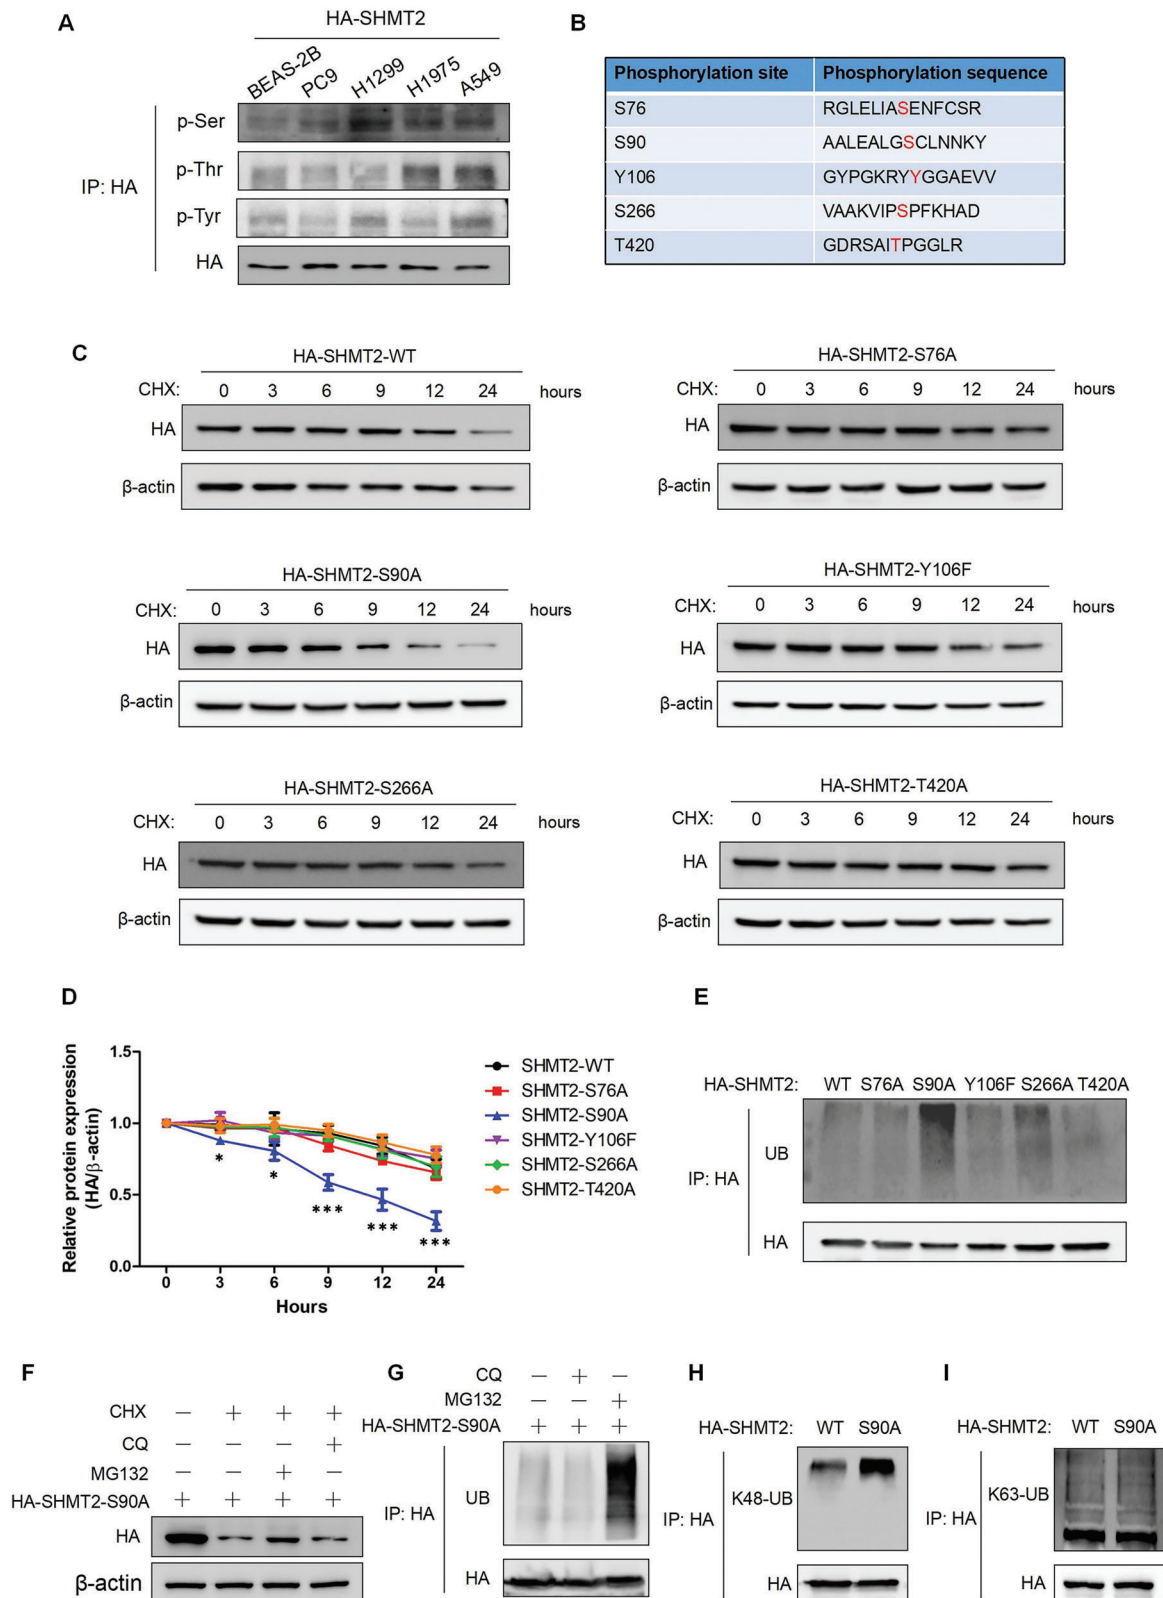 A
HA-SHMT2
BEAS-2B PC9 H1299 H1975 A549
IP: HA
p-Ser
p-Thr
p-Tyr
HA
B
Phosphorylation site Phosphorylation sequence
S76 RGLELIASENFCSR
S90 AALEALGSCLNNKY
Y106 GYPGKRYYGGAEVV
S266 VAAKVIPSPFKHAD
T420 GDRSAITPGGLR
C
HA-SHMT2-WT
CHX: 0 3 6 9 12 24 hours
HA
β-actin
HA-SHMT2-S76A
CHX: 0 3 6 9 12 24 hours
HA
β-actin
HA-SHMT2-S90A
CHX: 0 3 6 9 12 24 hours
HA
β-actin
HA-SHMT2-Y106F
CHX: 0 3 6 9 12 24 hours
HA
β-actin
HA-SHMT2-S266A
CHX: 0 3 6 9 12 24 hours
HA
β-actin
HA-SHMT2-T420A
CHX: 0 3 6 9 12 24 hours
HA
β-actin
D
Relative protein expression
(HA/β-actin)
1.5
1.0
0.5
0.0
* * *** *** ***
0 3 6 9 12 24
Hours
SHMT2-WT
SHMT2-S76A
SHMT2-S90A
SHMT2-Y106F
SHMT2-S266A
SHMT2-T420A
E
HA-SHMT2: WT S76A S90A Y106F S266A T420A
IP: HA
UB
HA
F
CHX — + + +
CQ — — — +
MG132 — — + —
HA-SHMT2-S90A + + + +
HA
β-actin
G
CQ — + —
MG132 — — +
HA-SHMT2-S90A + + +
IP: HA
UB
HA
H
HA-SHMT2: WT S90A
IP: HA
K48-UB
HA
I
HA-SHMT2: WT S90A
IP: HA
K63-UB
HA